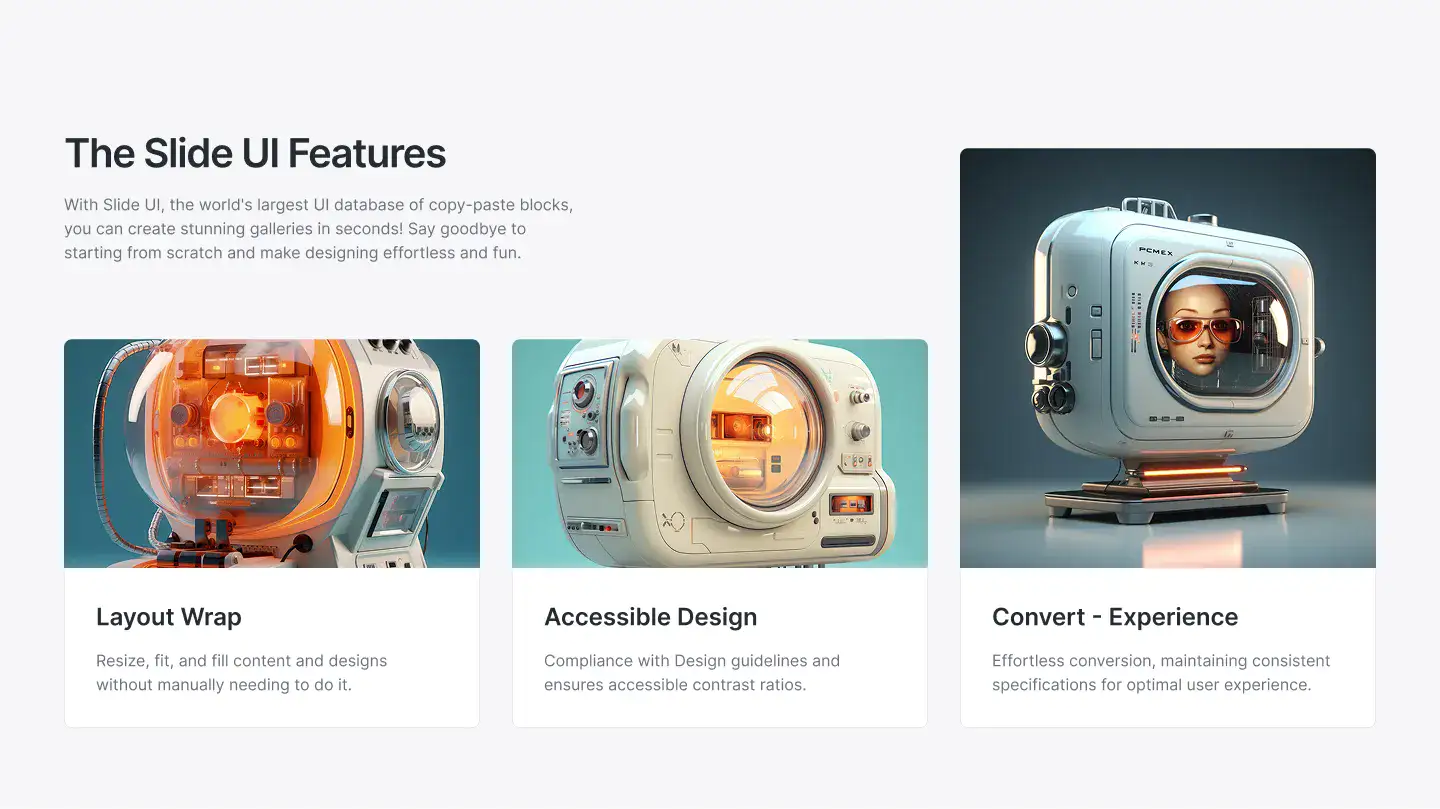 The Slide UI Features
With Slide UI, the world's largest UI database of copy-paste blocks,
you can create stunning galleries in seconds! Say goodbye to
starting from scratch and make designing effortless and fun.
PCMEX
Layout Wrap
Resize, fit, and fill content and designs
without manually needing to do it.
Accessible Design
Compliance with Design guidelines and
ensures accessible contrast ratios.
Convert - Experience
Effortless conversion, maintaining consistent
specifications for optimal user experience.